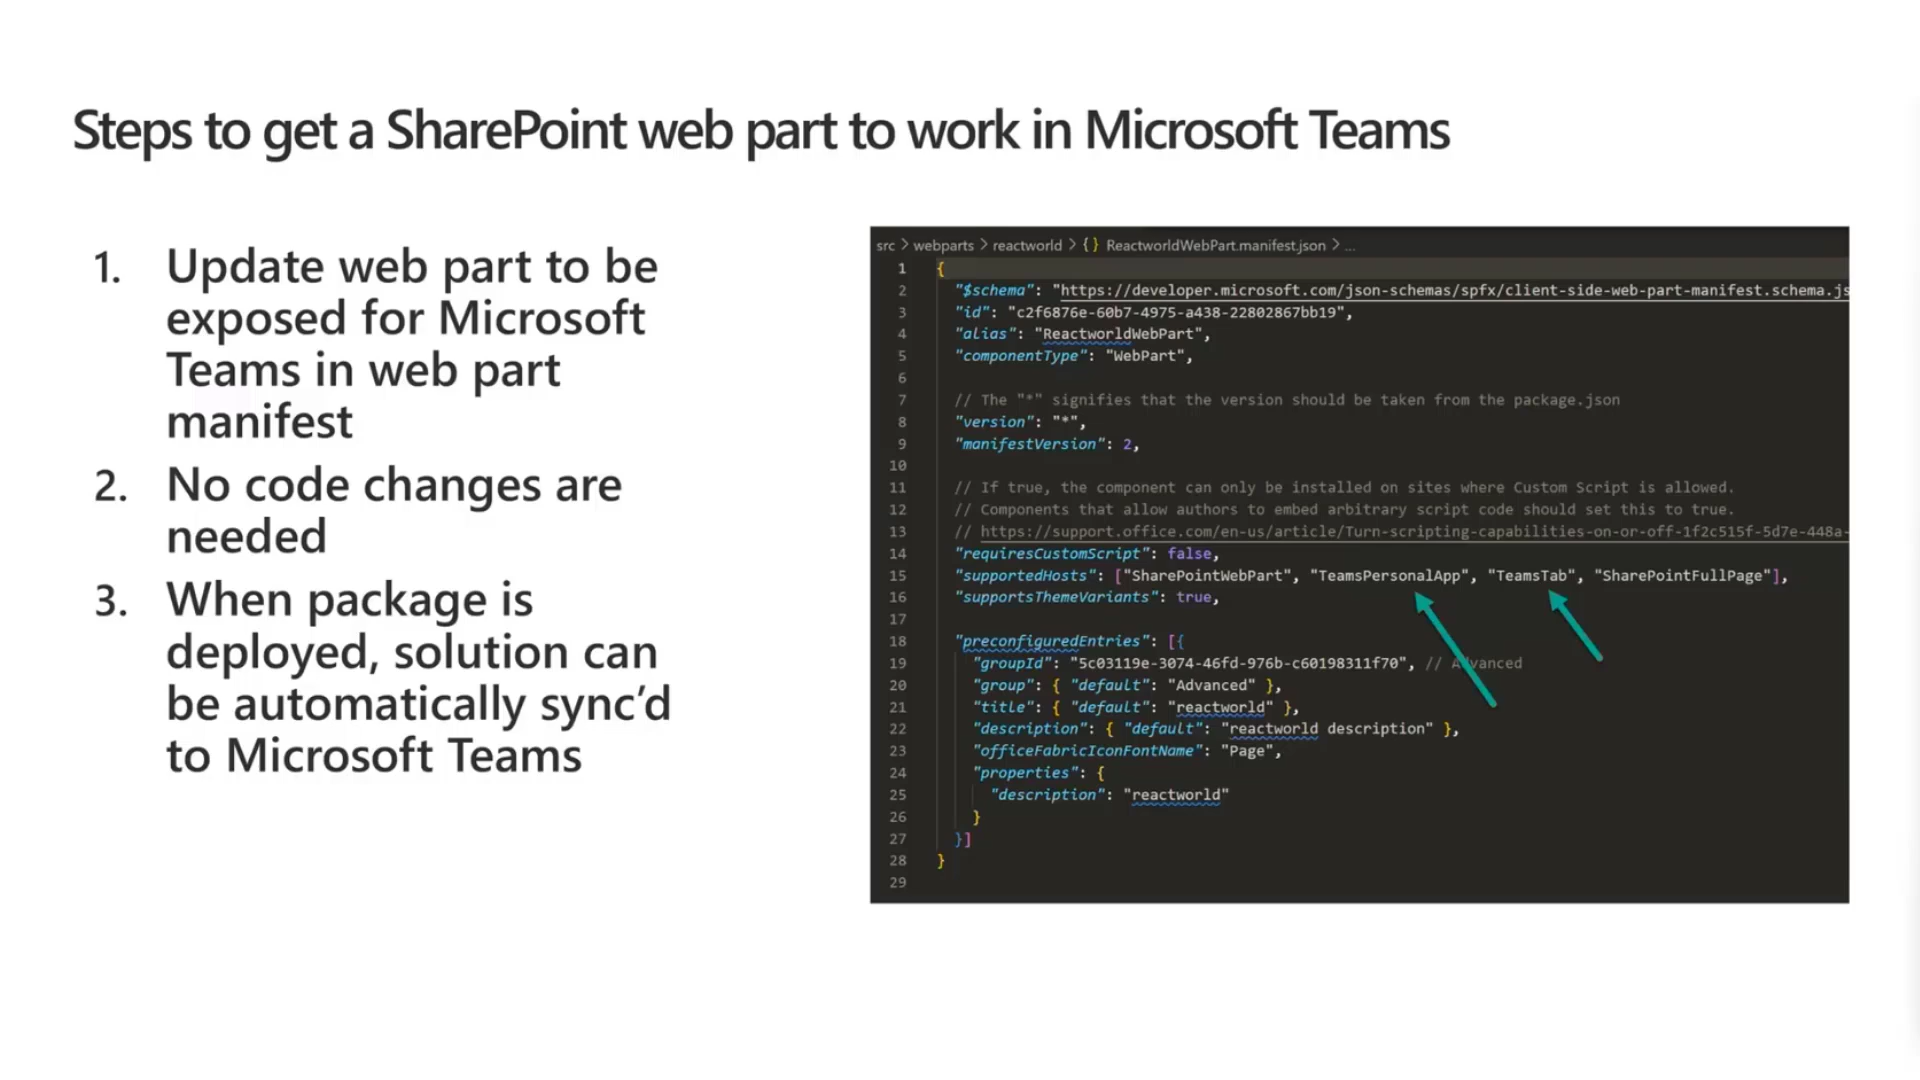 Steps to get a SharePoint web part to work in Microsoft Teams
1. Update web part to be
exposed for Microsoft
Teams in web part
manifest
2. No code changes are
needed
3. When package is
deployed, solution can
be automatically sync’d
to Microsoft Teams
src > webparts > reactworld > {} ReactworldWebPart.manifest.json > ...
1 {
2 "$schema": "https://developer.microsoft.com/json-schemas/spfx/client-side-web-part-manifest.schema.js
3 "id": "c2f6876e-60b7-4975-a438-22802867bb19",
4 "alias": "ReactworldWebPart",
5 "componentType": "WebPart",
6
7 // The "*" signifies that the version should be taken from the package.json
8 "version": "*",
9 "manifestVersion": 2,
10
11 // If true, the component can only be installed on sites where Custom Script is allowed.
12 // Components that allow authors to embed arbitrary script code should set this to true.
13 // https://support.office.com/en-us/article/Turn-scripting-capabilities-on-or-off-1f2c515f-5d7e-448a-
14 "requiresCustomScript": false,
15 "supportedHosts": ["SharePointWebPart", "TeamsPersonalApp", "TeamsTab", "SharePointFullPage"],
16 "supportsThemeVariants": true,
17
18 "preconfiguredEntries": [{
19 "groupId": "5c03119e-3074-46fd-976b-c60198311f70", // Advanced
20 "group": { "default": "Advanced" },
21 "title": { "default": "reactworld" },
22 "description": { "default": "reactworld description" },
23 "officeFabricIconFontName": "Page",
24 "properties": {
25 "description": "reactworld"
26 }
27 }]
28 }
29